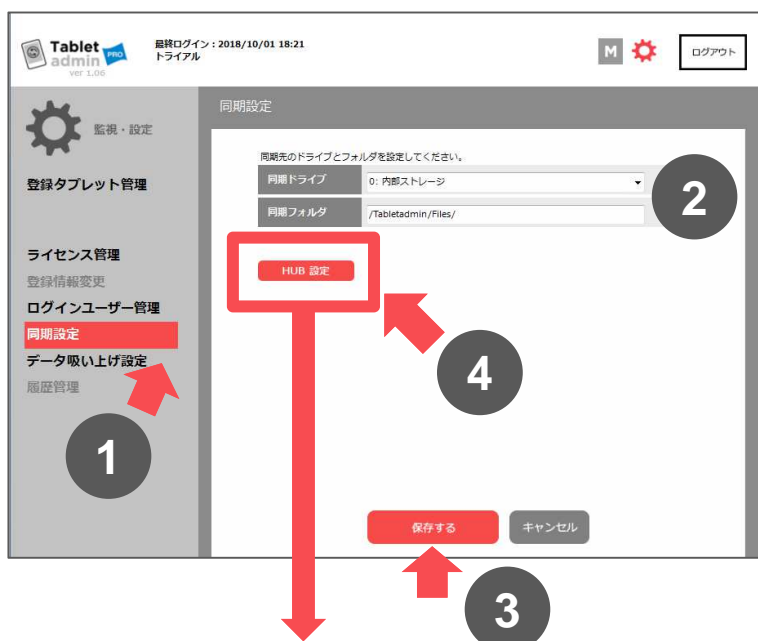 Tablet
admin PRO
ver 1.06
最終ログイン：2018/10/01 18:21
トライアル
M
ログアウト
監視・設定
登録タブレット管理
ライセンス管理
登録情報変更
ログインユーザー管理
同期設定
データ吸い上げ設定
履歴管理
1
同期設定
同期先のドライブとフォルダを設定してください。
同期ドライブ 0: 内部ストレージ
同期フォルダ /Tabletadmin/Files/
2
HUB 設定
4
保存する キャンセル
3